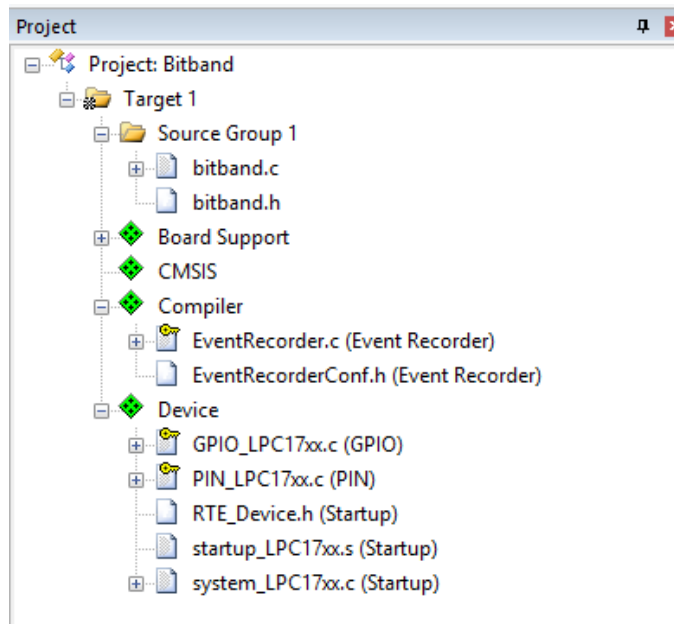 Project
Project: Bitband
Target 1
Source Group 1
bitband.c
bitband.h
Board Support
CMSIS
Compiler
EventRecorder.c (Event Recorder)
EventRecorderConf.h (Event Recorder)
Device
GPIO_LPC17xx.c (GPIO)
PIN_LPC17xx.c (PIN)
RTE_Device.h (Startup)
startup_LPC17xx.s (Startup)
system_LPC17xx.c (Startup)